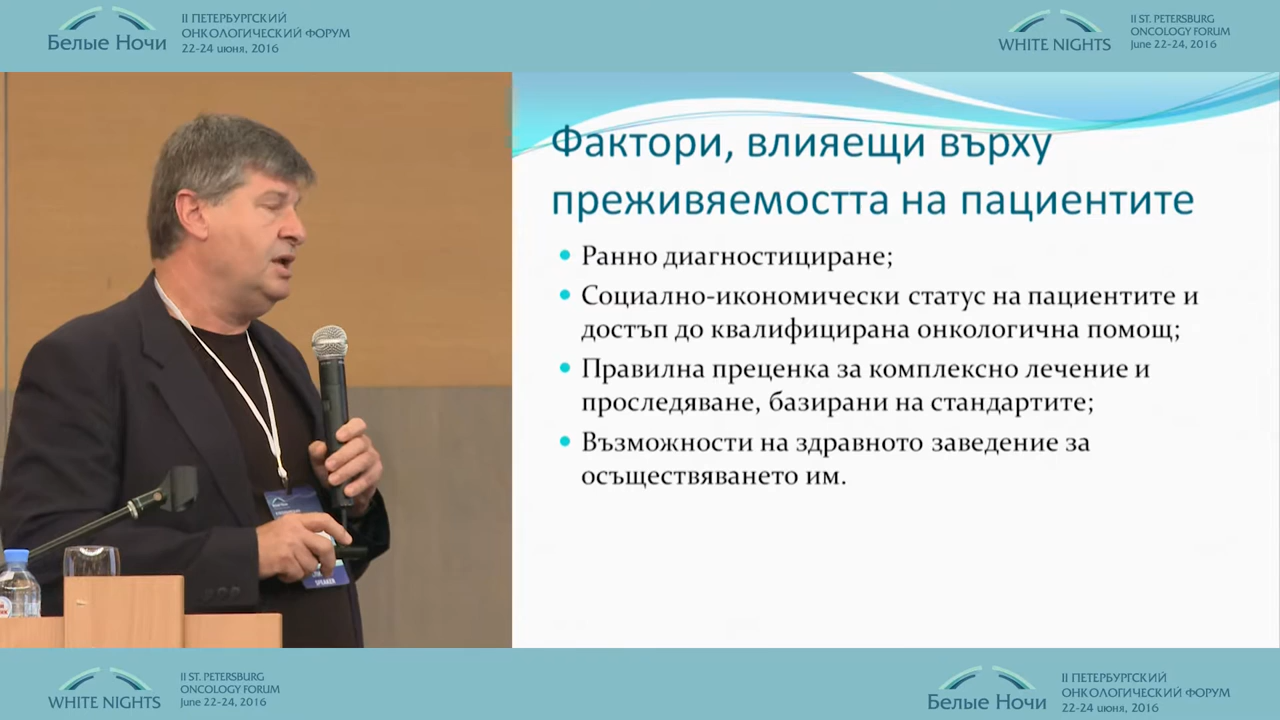 Белые Ночи
II ПЕТЕРБУРГСКИЙ
ОНКОЛОГИЧЕСКИЙ ФОРУМ
22-24 июня, 2016
WHITE NIGHTS
II ST. PETERSBURG
ONCOLOGY FORUM
June 22-24, 2016
Фактори, влияещи върху
преживяемостта на пациентите
Ранно диагностициране;
Социално-икономически статус на пациентите и
достъп до квалифицирана онкологична помощ;
Правилна преценка за комплексно лечение и
проследяване, базирани на стандартите;
Възможности на здравното заведение за
осъществяването им.
SPEAKER
WHITE NIGHTS
II ST. PETERSBURG
ONCOLOGY FORUM
June 22-24, 2016
Белые Ночи
II ПЕТЕРБУРГСКИЙ
ОНКОЛОГИЧЕСКИЙ ФОРУМ
22-24 июня, 2016